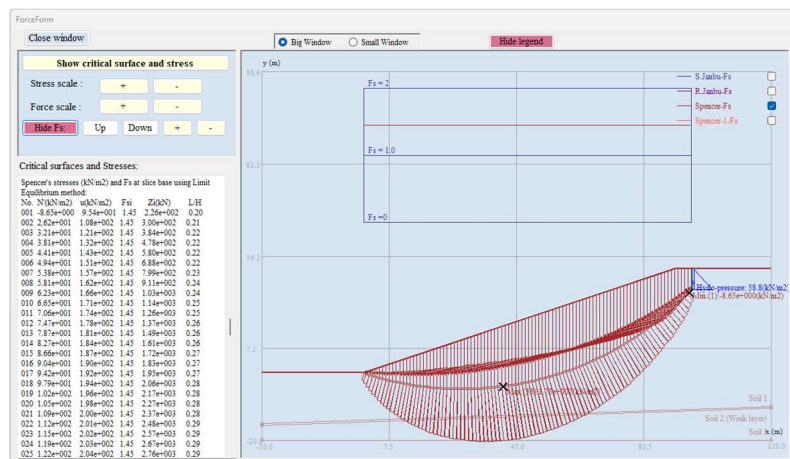 ForceForm
Close window
Big Window
Small Window
Hide legend
Show critical surface and stress
Stress scale :
+
-
Force scale :
+
-
Hide Fs:
Up
Down
+
-
Critical surfaces and Stresses:
Spencer's stresses (kN/m2) and Fs at slice base using Limit
Equilibrium method:
No. N'(kN/m2) u(kN/m2) Fsi Zi(kN) L/H
001 -8.65e+000 9.54e+001 1.45 2.26e+002 0.20
002 2.62e+001 1.08e+002 1.45 3.00e+002 0.21
003 3.21e+001 1.21e+002 1.45 3.84e+002 0.22
004 3.81e+001 1.32e+002 1.45 4.78e+002 0.22
005 4.41e+001 1.43e+002 1.45 5.80e+002 0.22
006 4.94e+001 1.51e+002 1.45 6.88e+002 0.22
007 5.38e+001 1.57e+002 1.45 7.99e+002 0.23
008 5.81e+001 1.62e+002 1.45 9.11e+002 0.24
009 6.23e+001 1.66e+002 1.45 1.03e+003 0.24
010 6.65e+001 1.71e+002 1.45 1.14e+003 0.25
011 7.06e+001 1.74e+002 1.45 1.26e+003 0.25
012 7.47e+001 1.78e+002 1.45 1.37e+003 0.26
013 7.87e+001 1.81e+002 1.45 1.49e+003 0.26
014 8.27e+001 1.84e+002 1.45 1.61e+003 0.26
015 8.66e+001 1.87e+002 1.45 1.72e+003 0.27
016 9.04e+001 1.90e+002 1.45 1.83e+003 0.27
017 9.42e+001 1.92e+002 1.45 1.95e+003 0.27
018 9.79e+001 1.94e+002 1.45 2.06e+003 0.28
019 1.02e+002 1.96e+002 1.45 2.17e+003 0.28
020 1.05e+002 1.98e+002 1.45 2.27e+003 0.28
021 1.09e+002 2.00e+002 1.45 2.37e+003 0.28
022 1.12e+002 2.01e+002 1.45 2.48e+003 0.29
023 1.15e+002 2.02e+002 1.45 2.57e+003 0.29
024 1.19e+002 2.03e+002 1.45 2.67e+003 0.29
025 1.22e+002 2.04e+002 1.45 2.76e+003 0.29
y (m)
88.6
Fs = 2
S.Janbu-Fs
R.Janbu-Fs
Spencer-Fs
Spencer-1-Fs
Fs = 1.0
61.3
Fs =0
34.2
Hydo-pressure: 58.8(kN/m2)
Min.(1):-8.65e+000(kN/m2)
7.1
Soil 1
Soil 2 (Weak layer)
Soil
x (m)
-20.0
-30.0
7.5
45.0
82.5
120.0